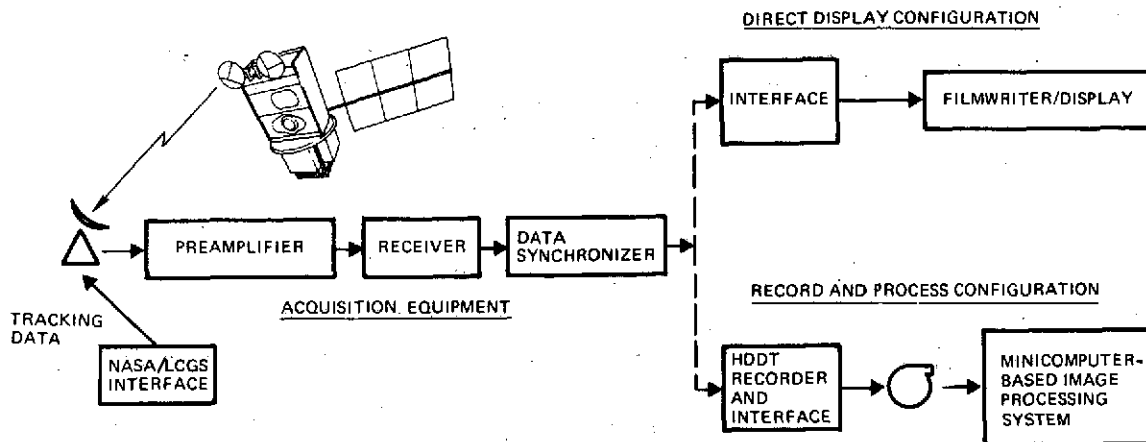 DIRECT DISPLAY CONFIGURATION
INTERFACE
FILMWRITER/DISPLAY
PREAMPLIFIER
RECEIVER
DATA
SYNCHRONIZER
ACQUISITION. EQUIPMENT
TRACKING
DATA
NASA/LCGS
INTERFACE
RECORD AND PROCESS CONFIGURATION
HDDT
RECORDER
AND
INTERFACE
MINICOMPUTER-
BASED IMAGE
PROCESSING
SYSTEM